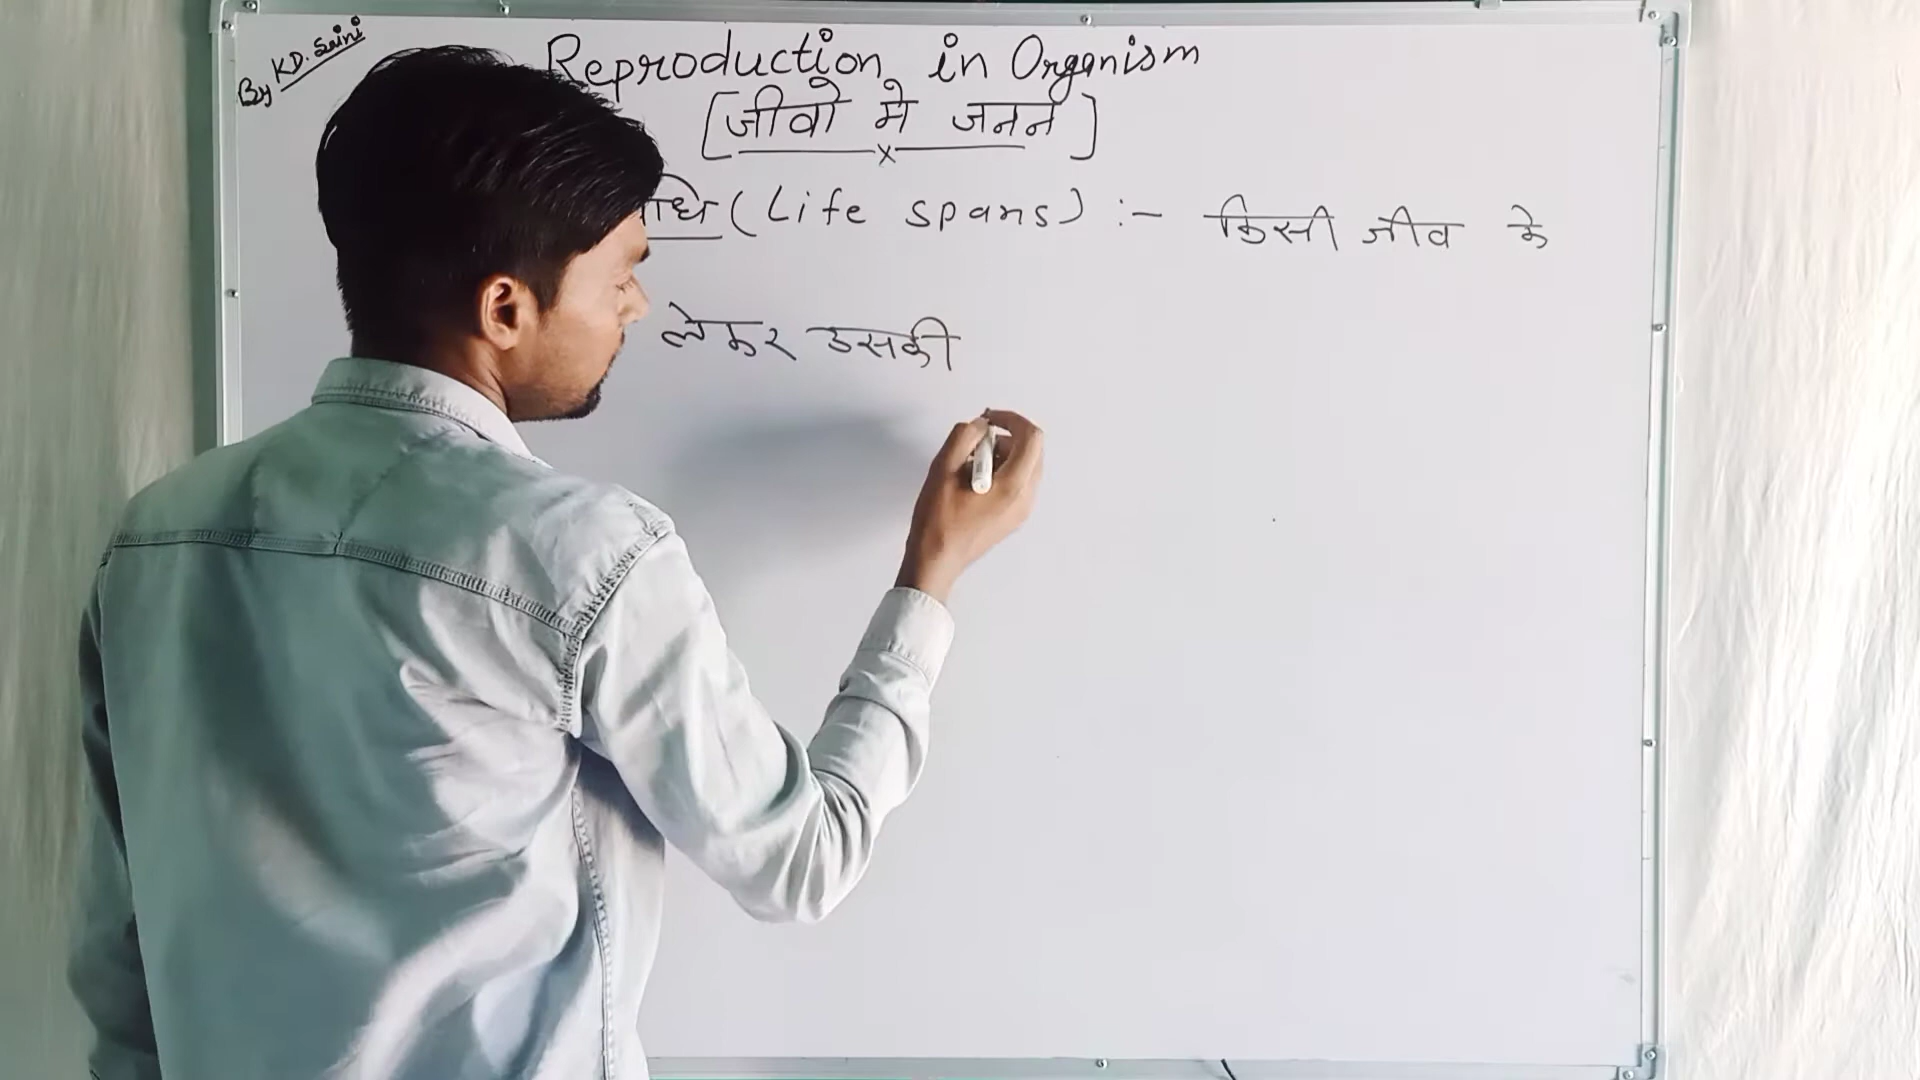 By K.D. Saini
Reproduction in Organism
[जीवो मे जनन]
x
(Life spans) :- किसी जीव के
लेकर उसकी